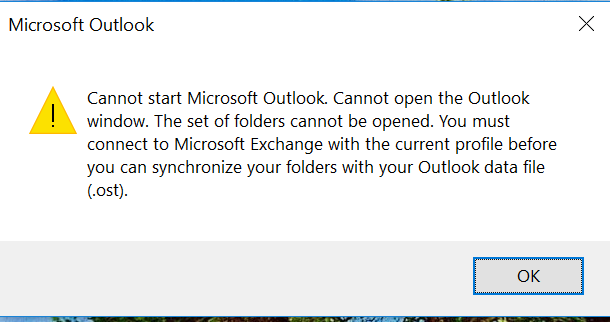 Microsoft Outlook
Cannot start Microsoft Outlook. Cannot open the Outlook
window. The set of folders cannot be opened. You must
connect to Microsoft Exchange with the current profile before
you can synchronize your folders with your Outlook data file
(.ost).
OK